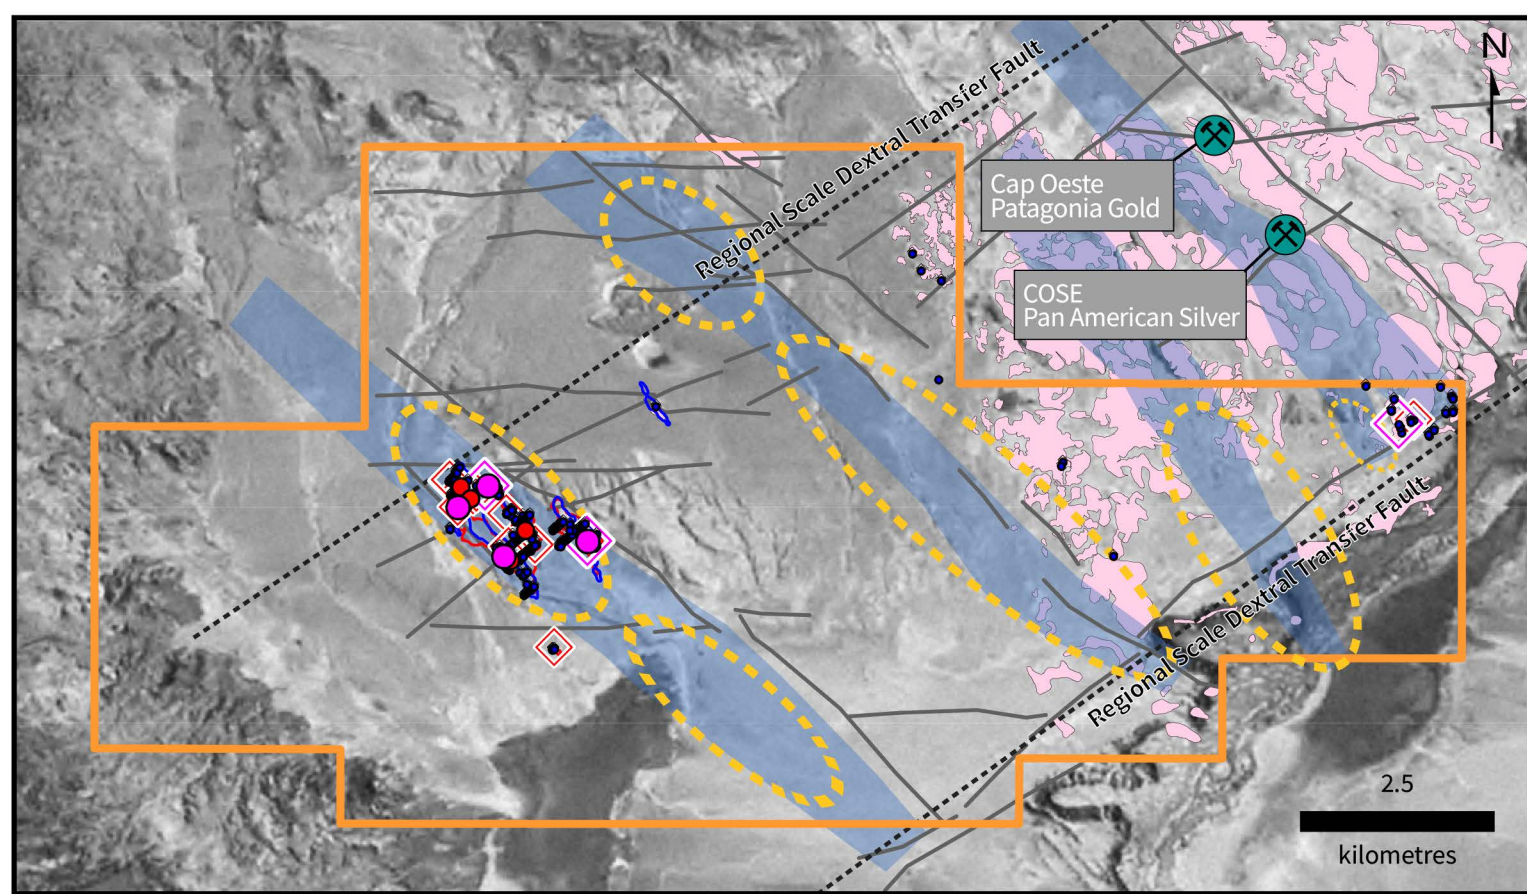 N
Regional Scale Dextral Transfer Fault
Cap Oeste
Patagonia Gold
COSE
Pan American Silver
Regional Scale Dextral Transfer Fault
2.5
kilometres